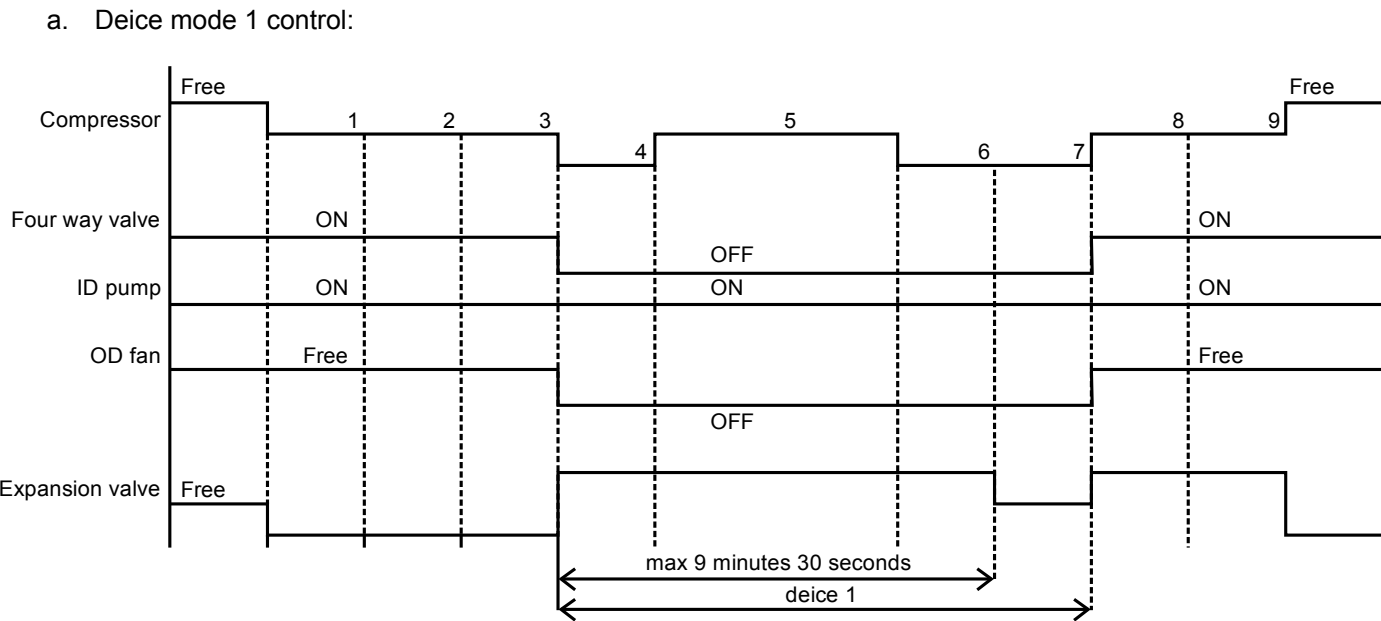 a. Deice mode 1 control:
Free Free
Compressor 1 2 3 5 8 9
4 6 7
Four way valve ON ON
OFF
ID pump ON ON ON
OD fan Free Free
OFF
Expansion valve Free
max 9 minutes 30 seconds
deice 1